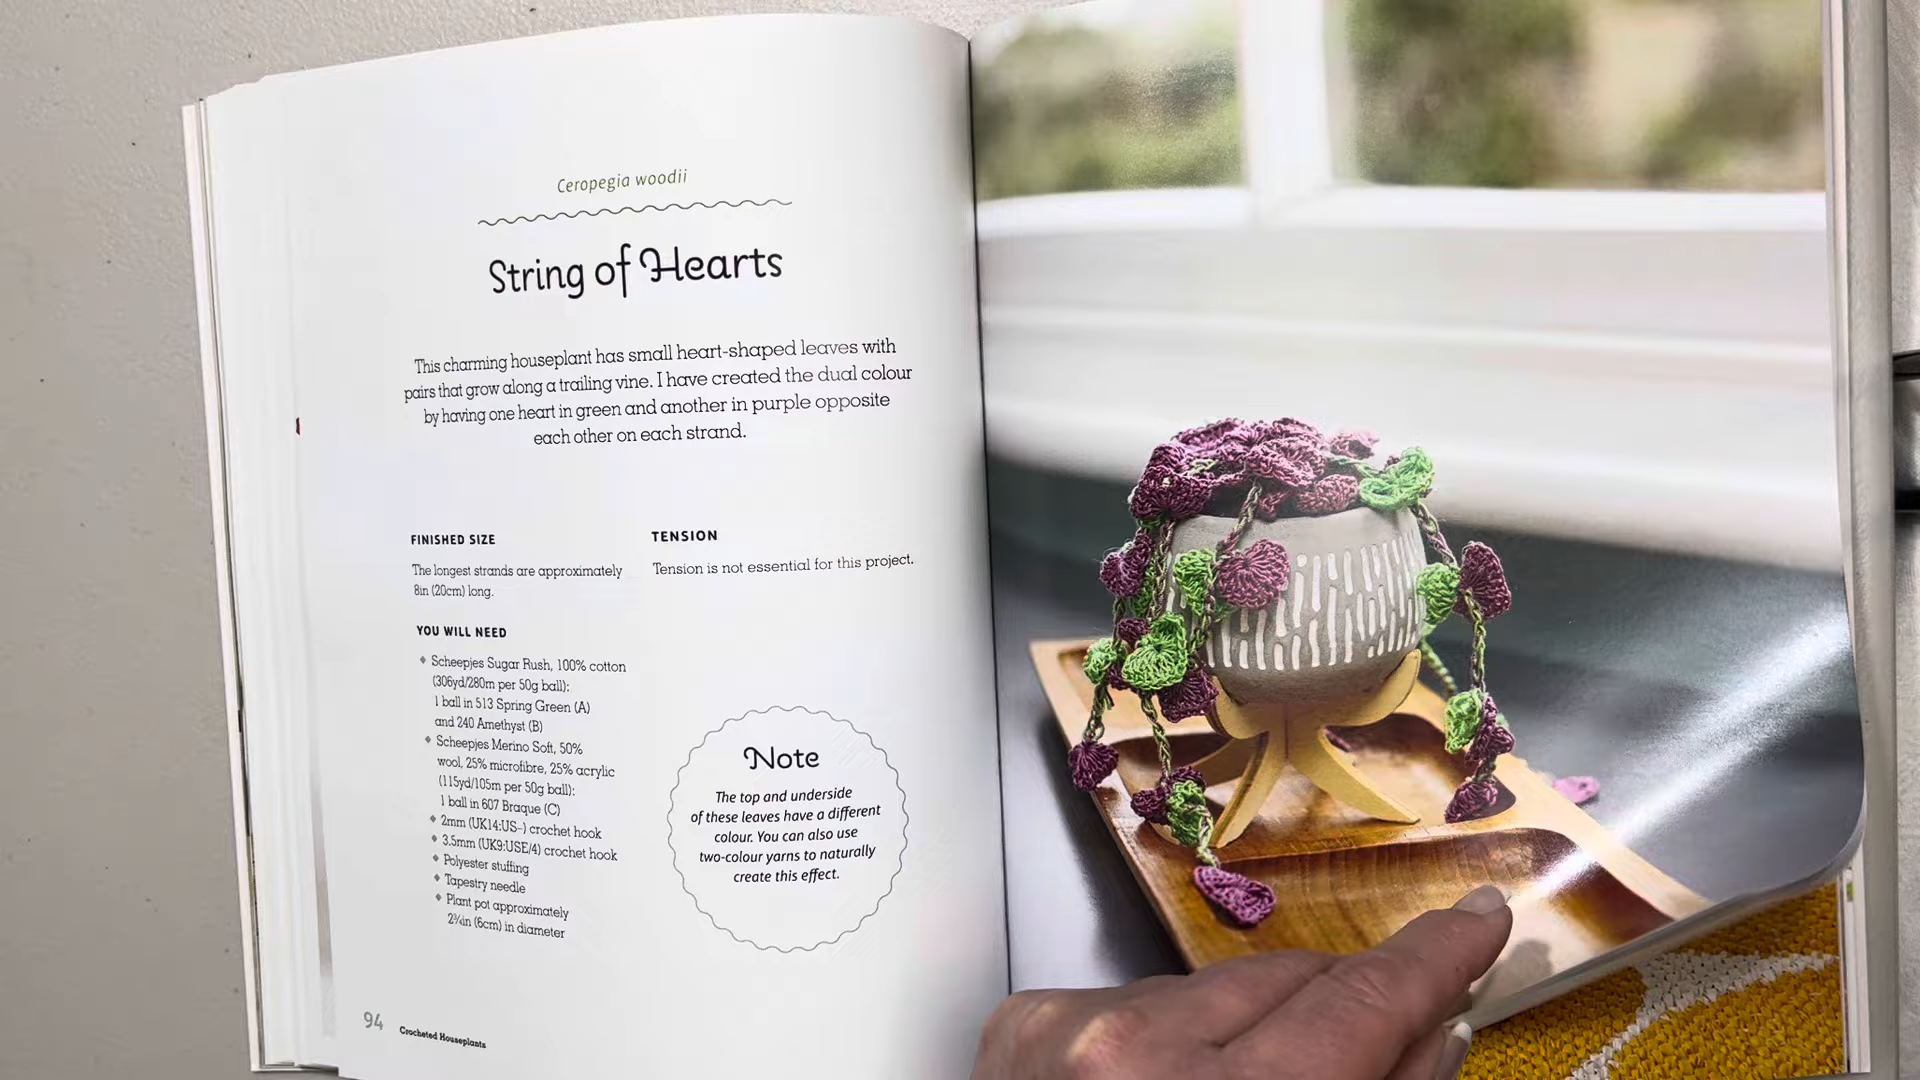 Ceropegia woodii
String of Hearts
This charming houseplant has small heart-shaped leaves with
pairs that grow along a trailing vine. I have created the dual colour
by having one heart in green and another in purple opposite
each other on each strand.
FINISHED SIZE
The longest strands are approximately
8in (20cm) long.
YOU WILL NEED
Scheepjes Sugar Rush, 100% cotton
(306yd/280m per 50g ball):
1 ball in 513 Spring Green (A)
and 240 Amethyst (B)
Scheepjes Merino Soft, 50%
wool, 25% microfibre, 25% acrylic
(115yd/105m per 50g ball):
1 ball in 607 Braque (C)
2mm (UK14:US–) crochet hook
3.5mm (UK9:USE/4) crochet hook
Polyester stuffing
Tapestry needle
Plant pot approximately
2¾in (6cm) in diameter
TENSION
Tension is not essential for this project.
Note
The top and underside
of these leaves have a different
colour. You can also use
two-colour yarns to naturally
create this effect.
94 Crocheted Houseplants